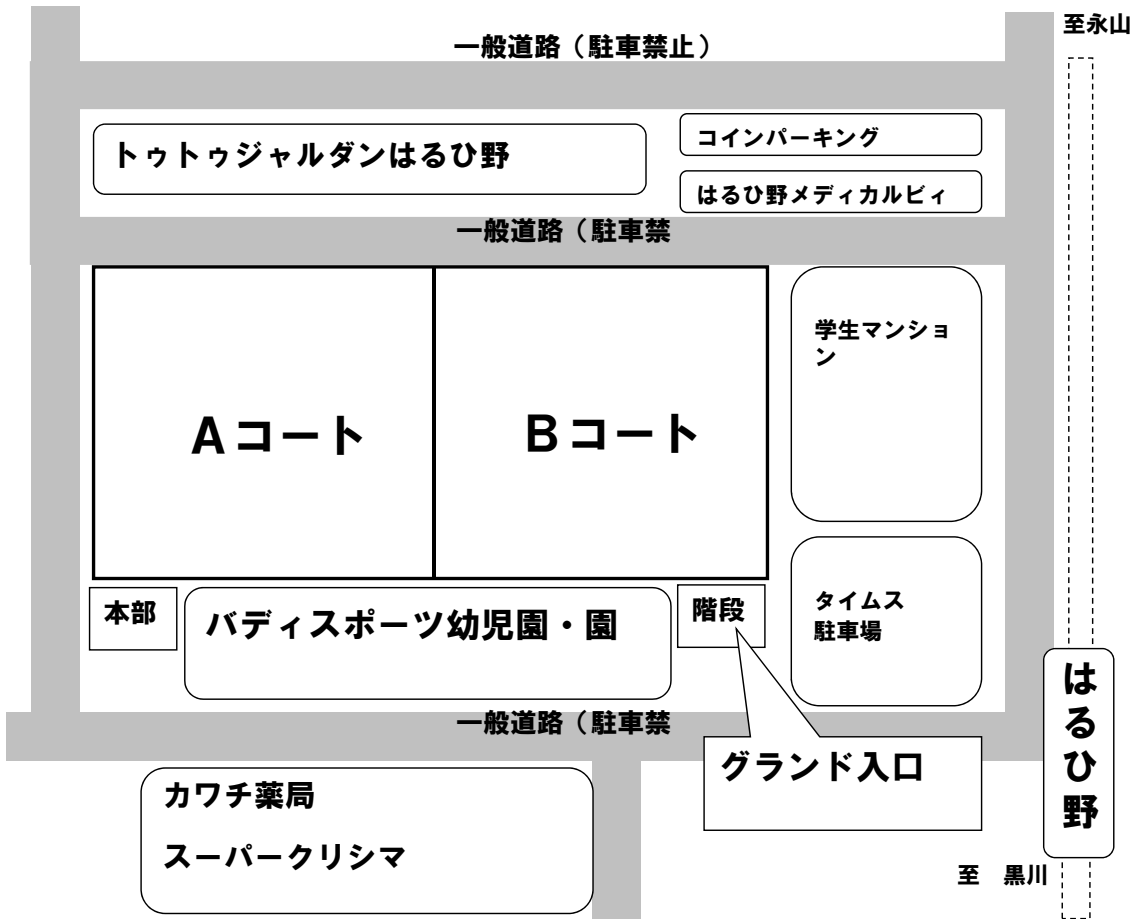 至永山
一般道路（駐車禁止）
トゥトゥジャルダンはるひ野
コインパーキング
はるひ野メディカルビィ
一般道路（駐車禁
Ａコート
Ｂコート
学生マンショ
ン
本部
バディスポーツ幼児園・園
階段
タイムス
駐車場
はるひ野
一般道路（駐車禁
グランド入口
カワチ薬局
スーパークリシマ
至　黒川